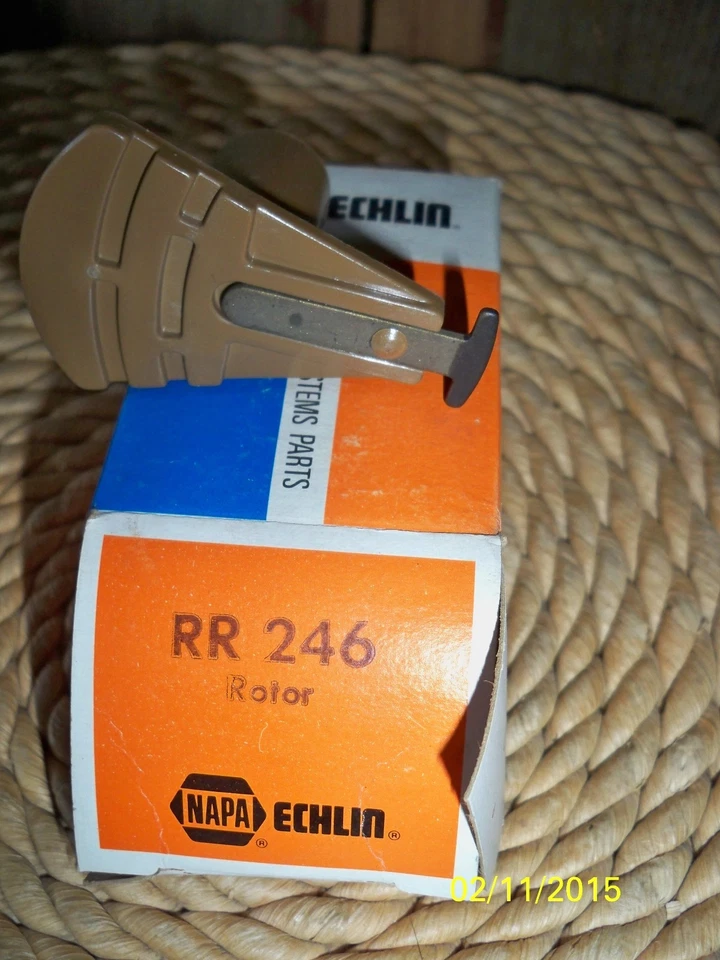 ECHLIN
STEMS PARTS
RR 246
Rotor
NAPA ® ECHLIN ®
02/11/2015